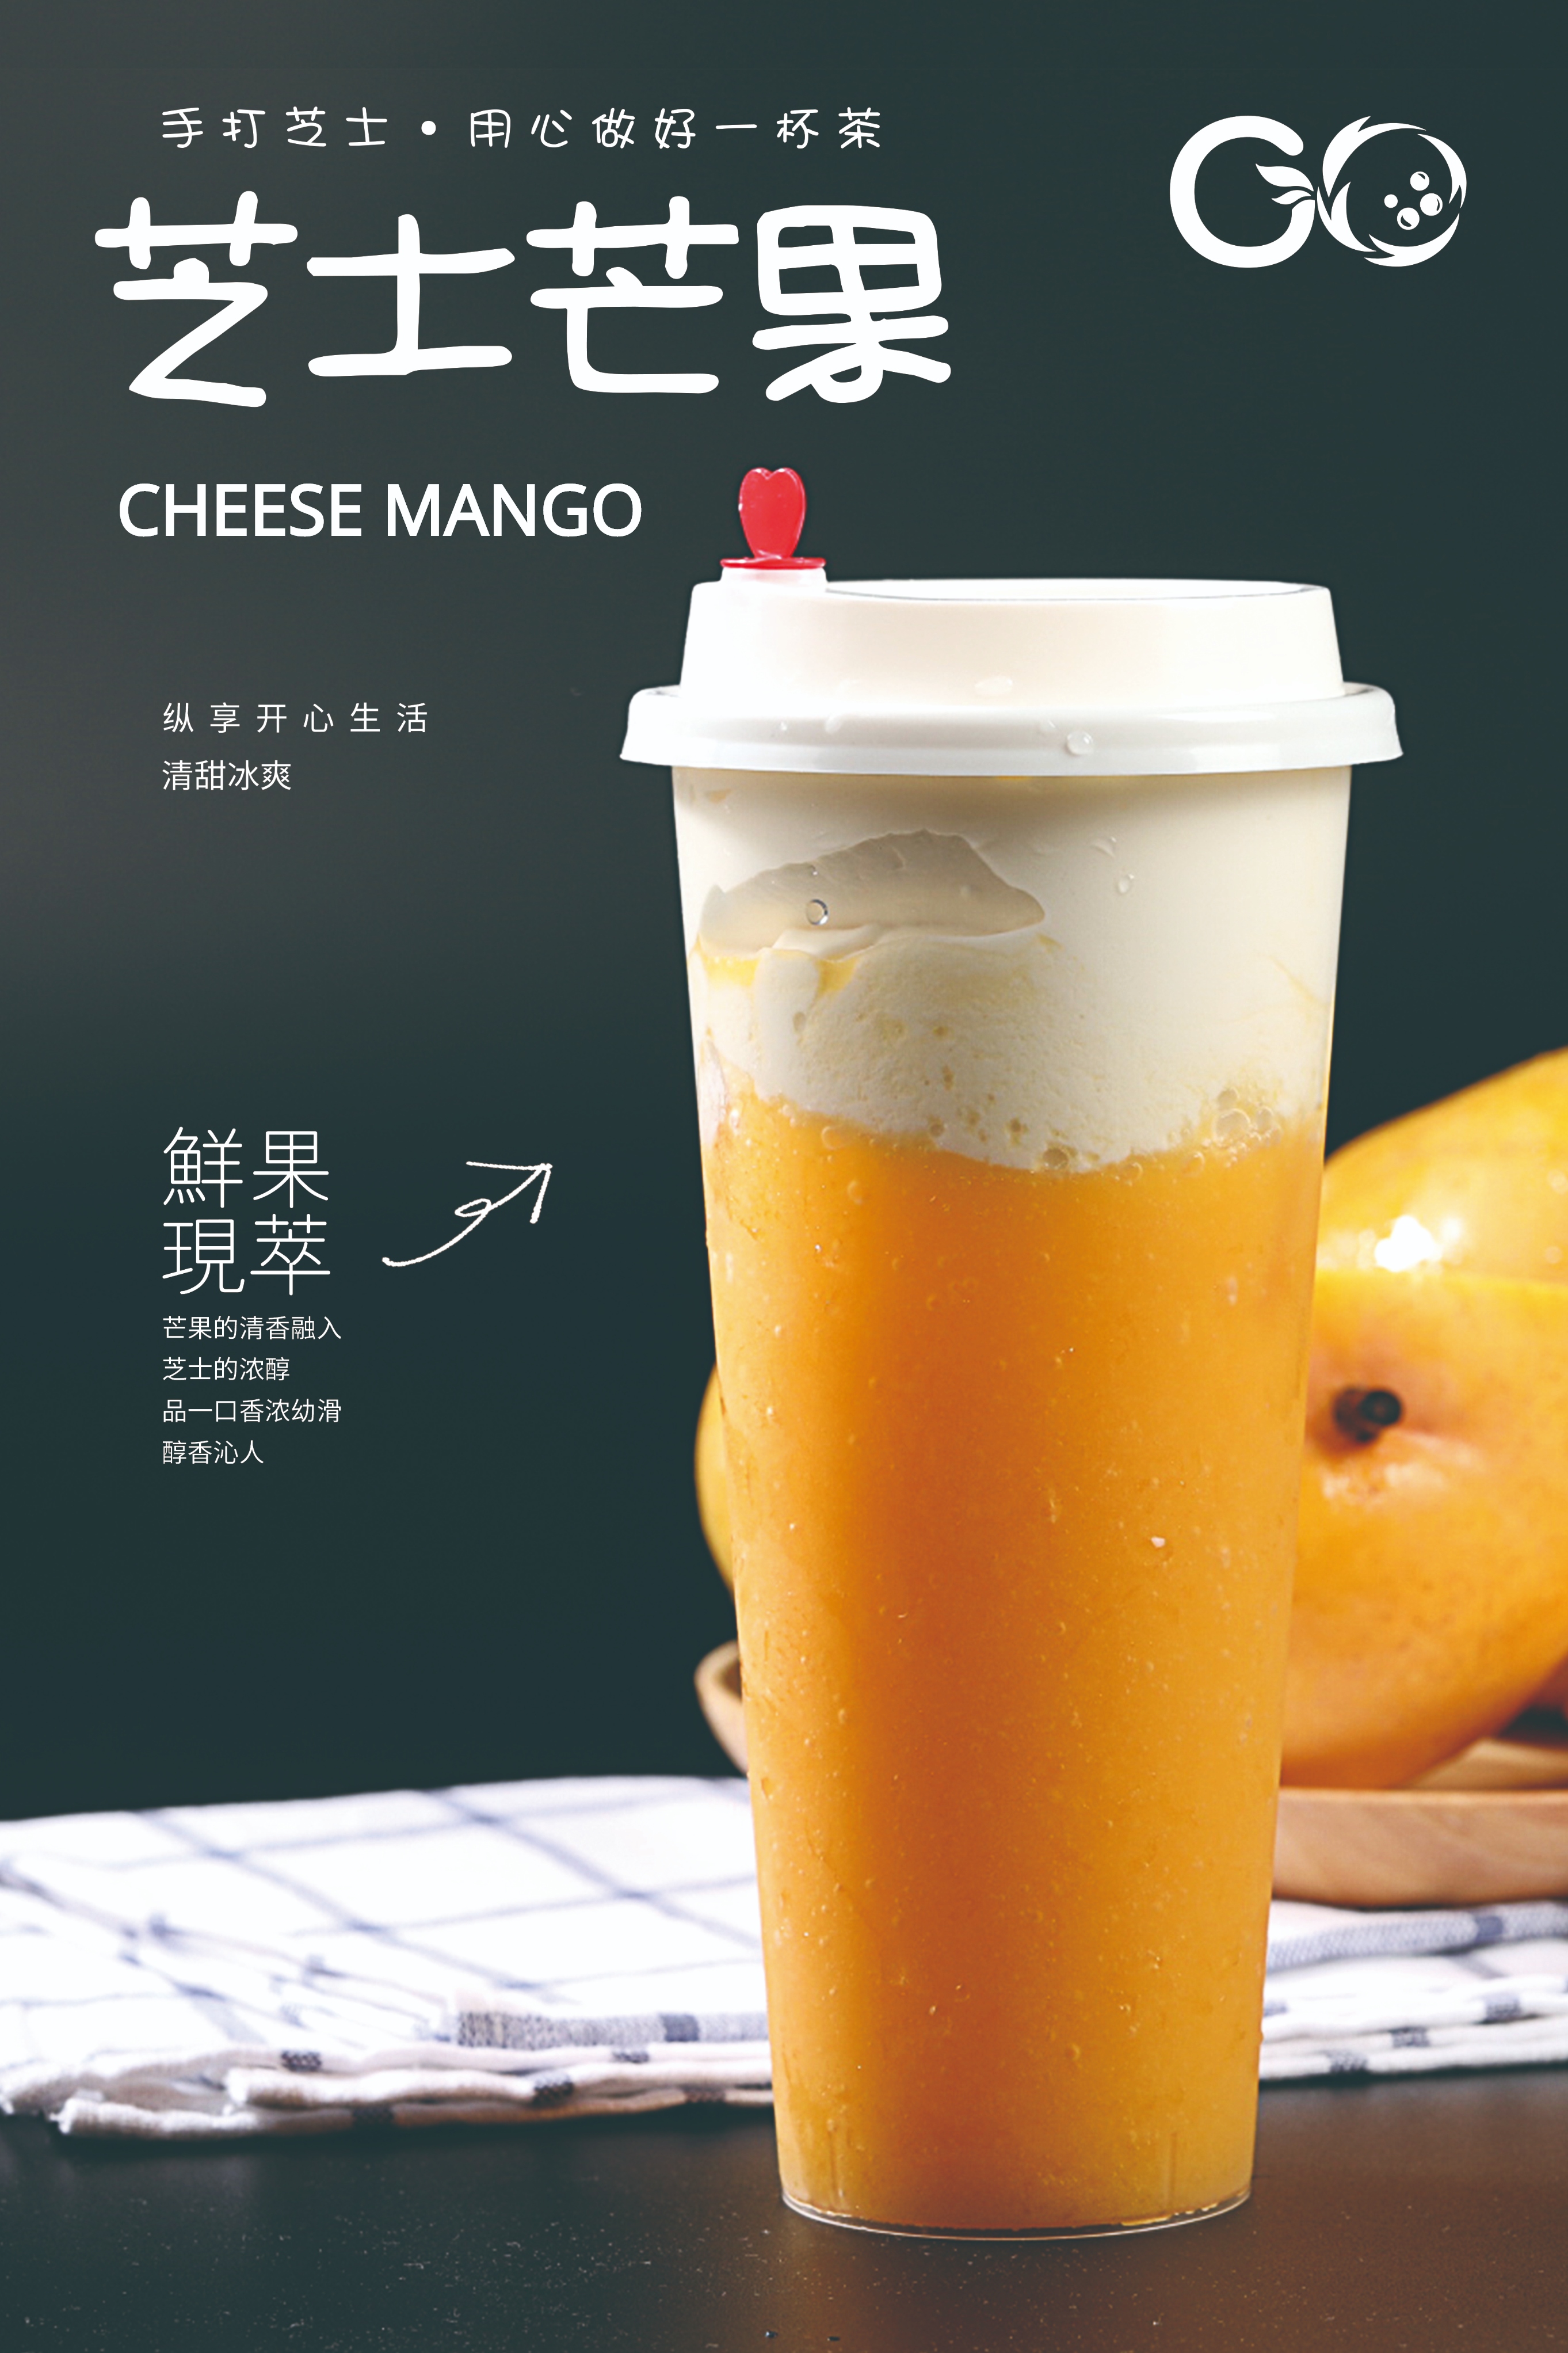 手打芝士·用心做好一杯茶
GO
芝士芒果
CHEESE MANGO
纵享开心生活
清甜冰爽
鮮果
現萃
芒果的清香融入
芝士的浓醇
品一口香浓幼滑
醇香沁人